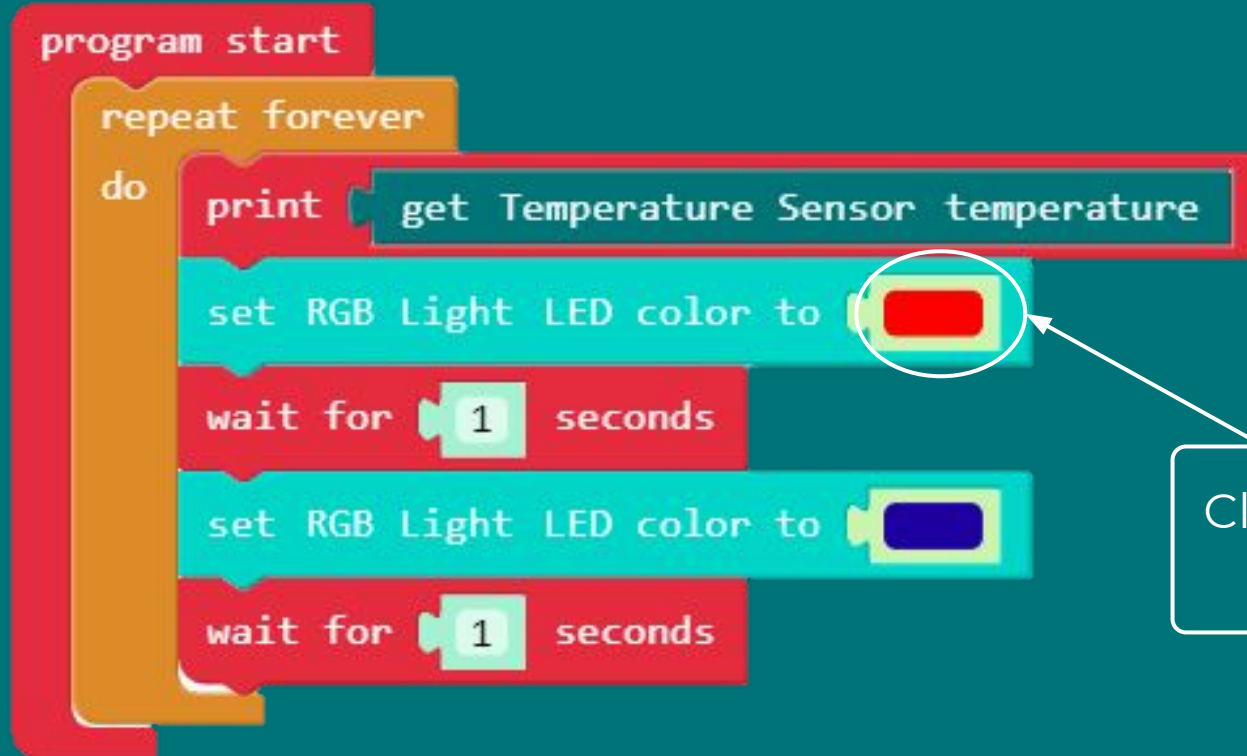 program start
repeat forever
do
print get Temperature Sensor temperature
set RGB Light LED color to
wait for 1 seconds
set RGB Light LED color to
wait for 1 seconds